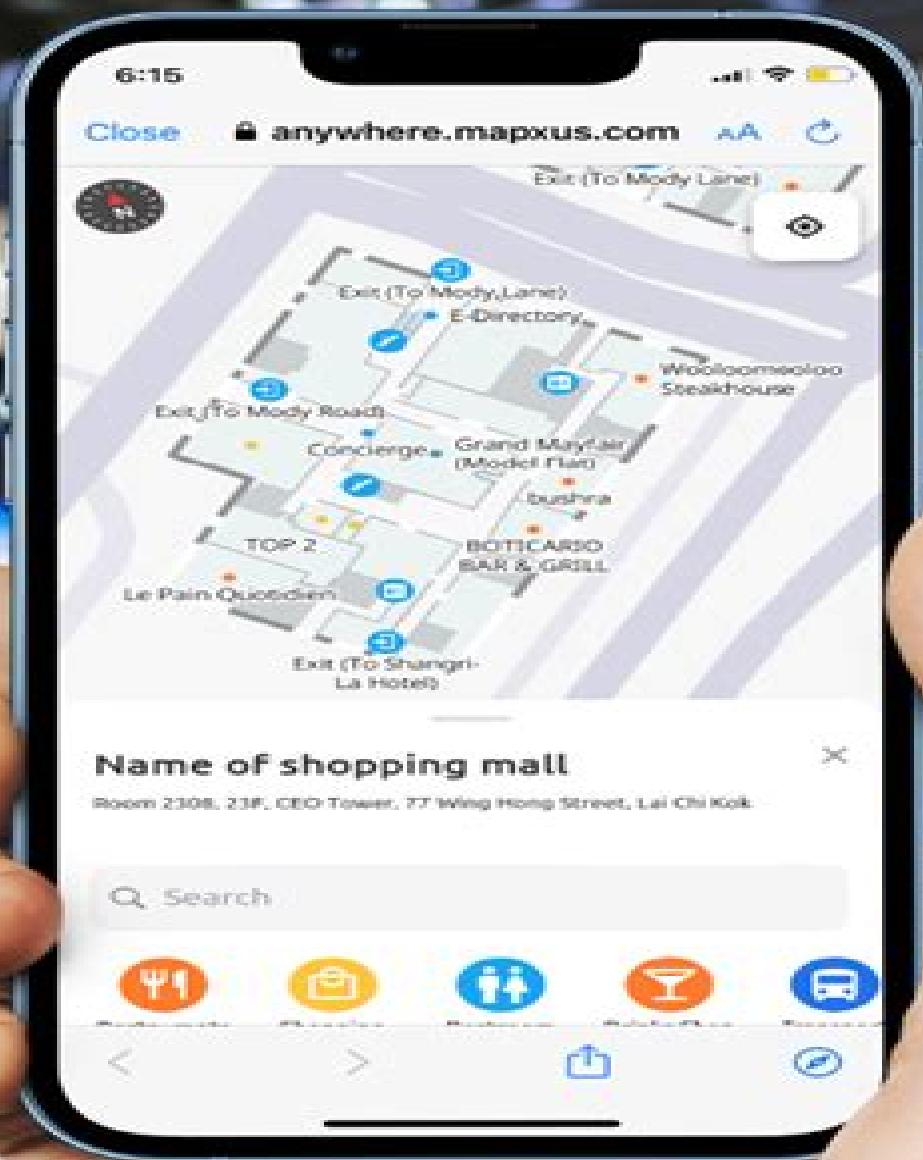 6:15
Close
anywhere.mapxus.com
AA
Exit (To Mody Lane)
Exit (To Mody Lane)
E-Directory
Wooloomooloo
Steakhouse
Exit (To Mody Road)
Concierge
Grand Mayfair
(Model Flat)
bushra
TOP 2
BOTICARIO
BAR & GRILL
Le Pain Quotidien
Exit (To Shangri-
La Hotel)
Name of shopping mall
Room 2308, 23F, CEO Tower, 77 Wing Hong Street, Lai Chi Kok
Search